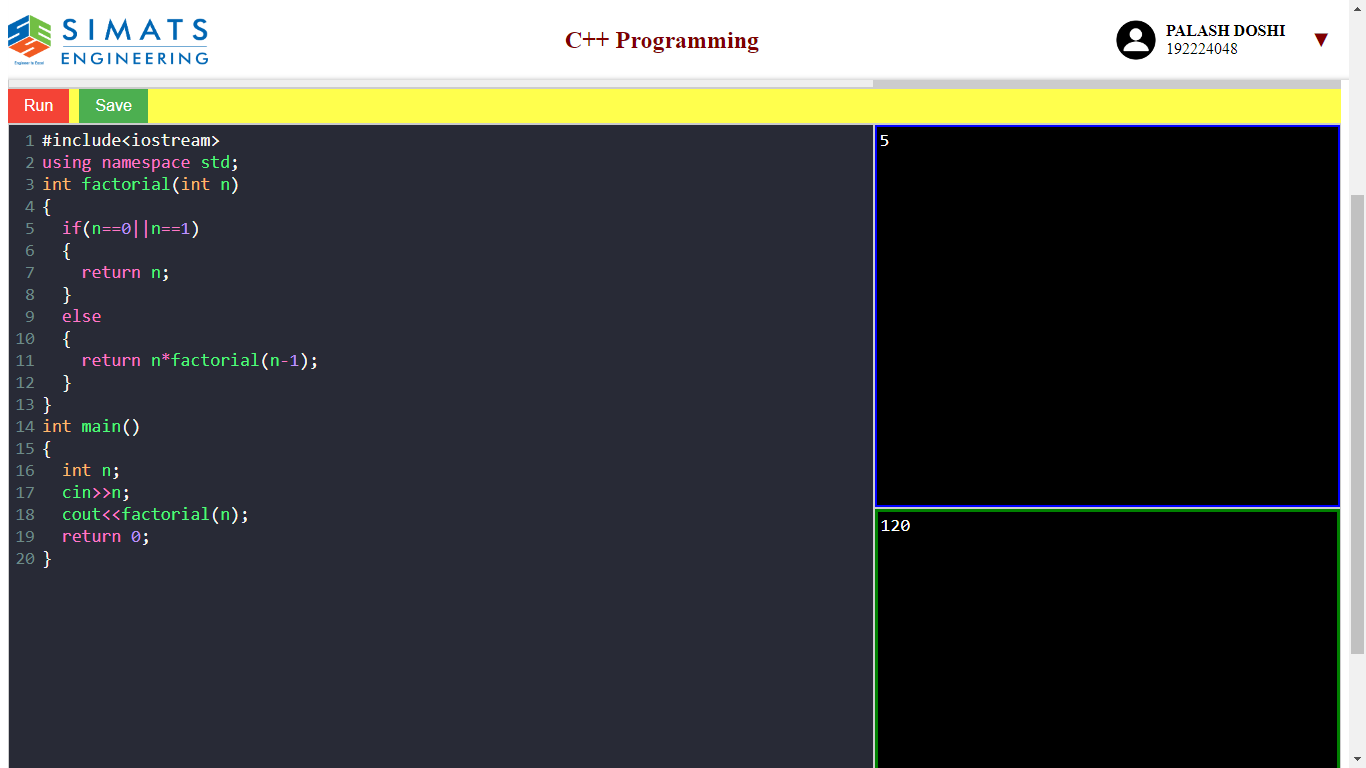 SIMATS
ENGINEERING
Engineer to Excel
C++ Programming
PALASH DOSHI
192224048
▼
Run
Save
1 #include<iostream>
2 using namespace std;
3 int factorial(int n)
4 {
5   if(n==0||n==1)
6   {
7     return n;
8   }
9   else
10   {
11     return n*factorial(n-1);
12   }
13 }
14 int main()
15 {
16   int n;
17   cin>>n;
18   cout<<factorial(n);
19   return 0;
20 }
5
120